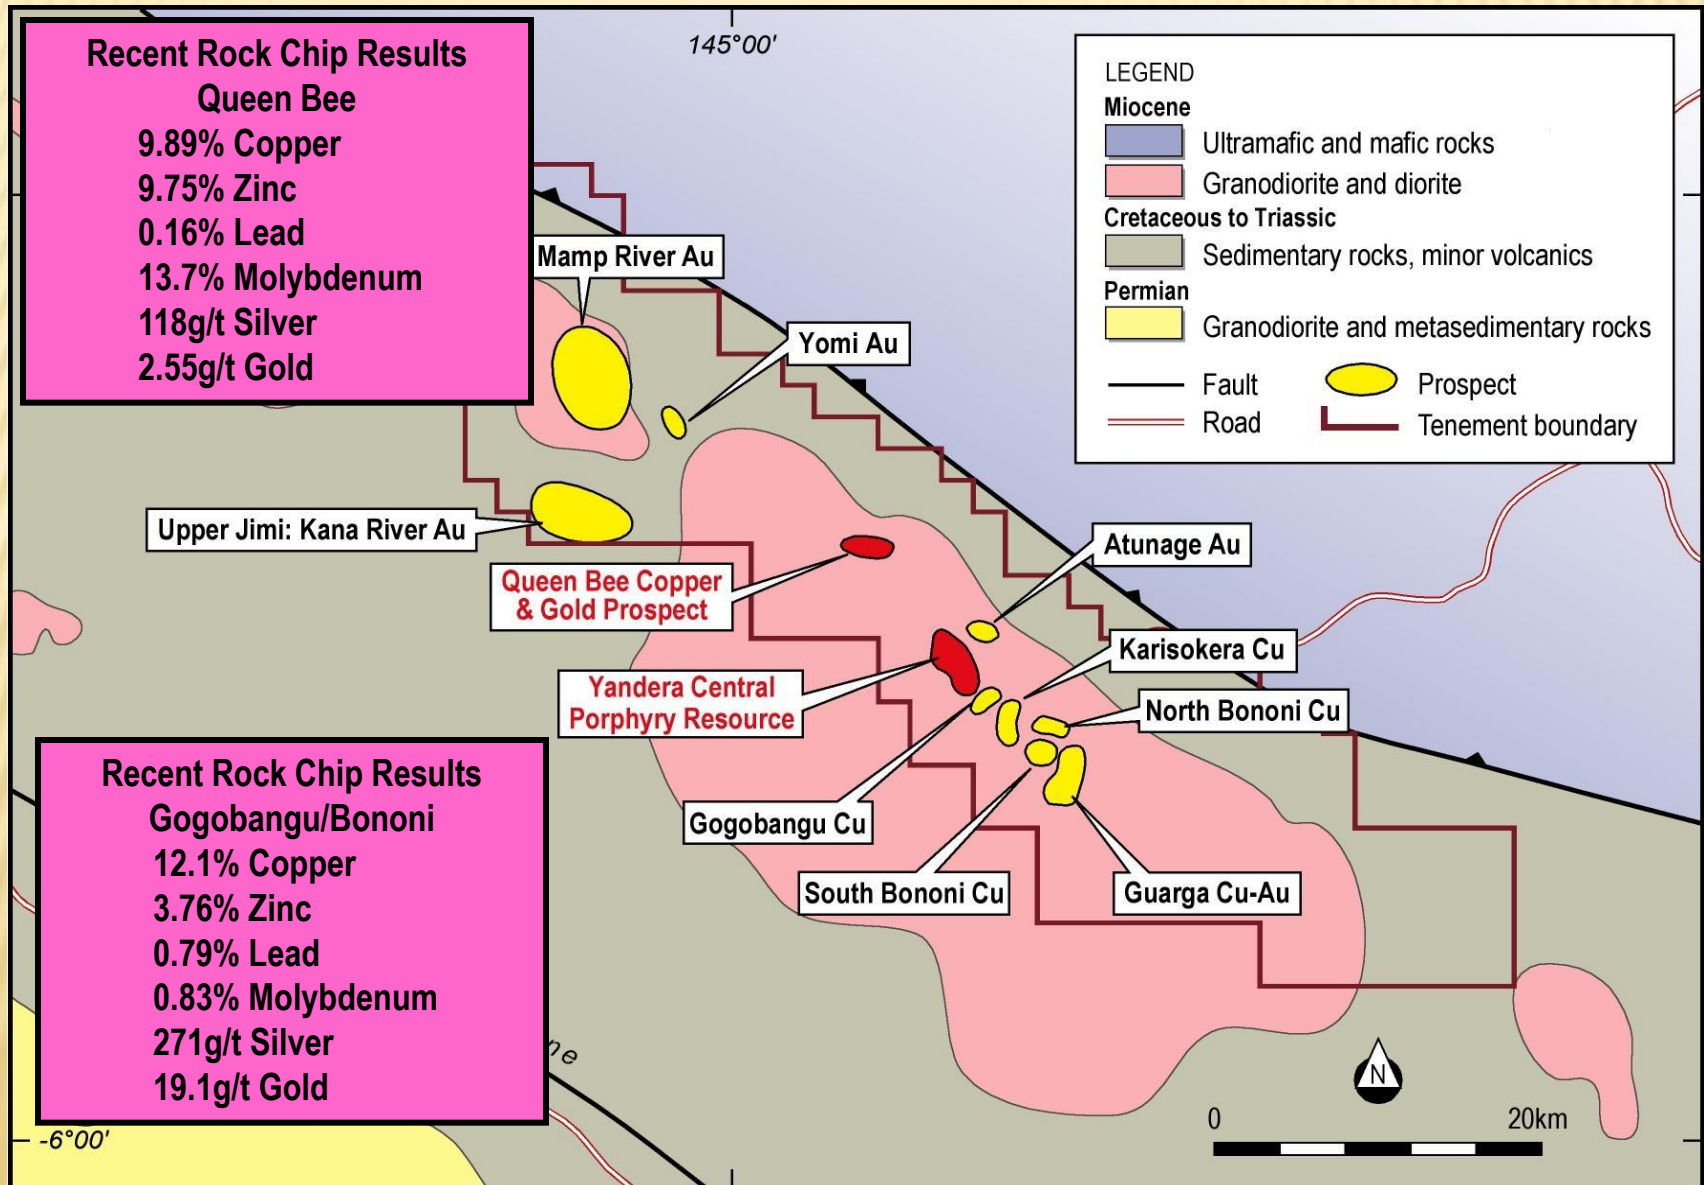 Recent Rock Chip Results
Queen Bee
9.89% Copper
9.75% Zinc
0.16% Lead
13.7% Molybdenum
118g/t Silver
2.55g/t Gold
145°00'
LEGEND
Miocene
Ultramafic and mafic rocks
Granodiorite and diorite
Cretaceous to Triassic
Sedimentary rocks, minor volcanics
Permian
Granodiorite and metasedimentary rocks
Fault
Prospect
Road
Tenement boundary
Mamp River Au
Yomi Au
Upper Jimi: Kana River Au
Queen Bee Copper
& Gold Prospect
Atunage Au
Karisokera Cu
Yandera Central
Porphyry Resource
North Bononi Cu
Gogobangu Cu
South Bononi Cu
Guarga Cu-Au
Recent Rock Chip Results
Gogobangu/Bononi
12.1% Copper
3.76% Zinc
0.79% Lead
0.83% Molybdenum
271g/t Silver
19.1g/t Gold
N
0 20km
-6°00'